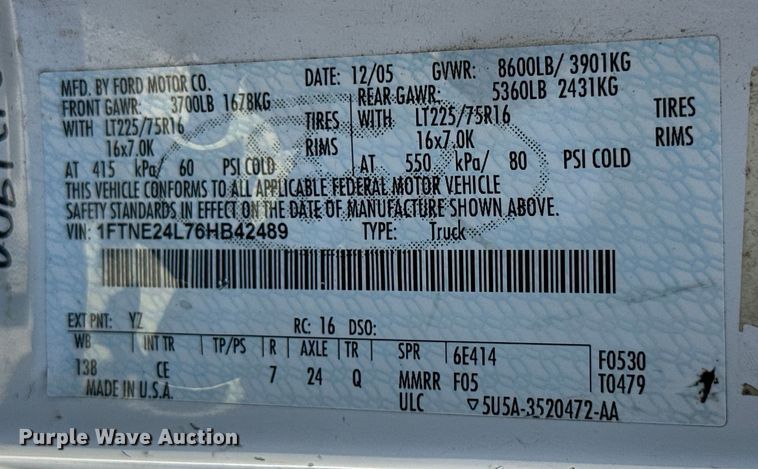 MFD. BY FORD MOTOR CO. DATE: 12/05 GVWR: 8600LB/ 3901KG
FRONT GAWR: 3700LB 1678KG REAR GAWR: 5360LB 2431KG
WITH LT225/75R16 TIRES WITH LT225/75R16 TIRES
16x7.0K RIMS 16x7.0K RIMS
AT 415 kPa/ 60 PSI COLD AT 550 kPa/ 80 PSI COLD
THIS VEHICLE CONFORMS TO ALL APPLICABLE FEDERAL MOTOR VEHICLE
SAFETY STANDARDS IN EFFECT ON THE DATE OF MANUFACTURE SHOWN ABOVE.
VIN: 1FTNE24L76HB42489 TYPE: Truck
EXT PNT: YZ RC: 16 DSO:
WB INT TR TP/PS R AXLE TR SPR 6E414 F0530
138 CE 7 24 Q MMRR F05 T0479
MADE IN U.S.A. ULC ▽5U5A-3520472-AA
Purple Wave Auction